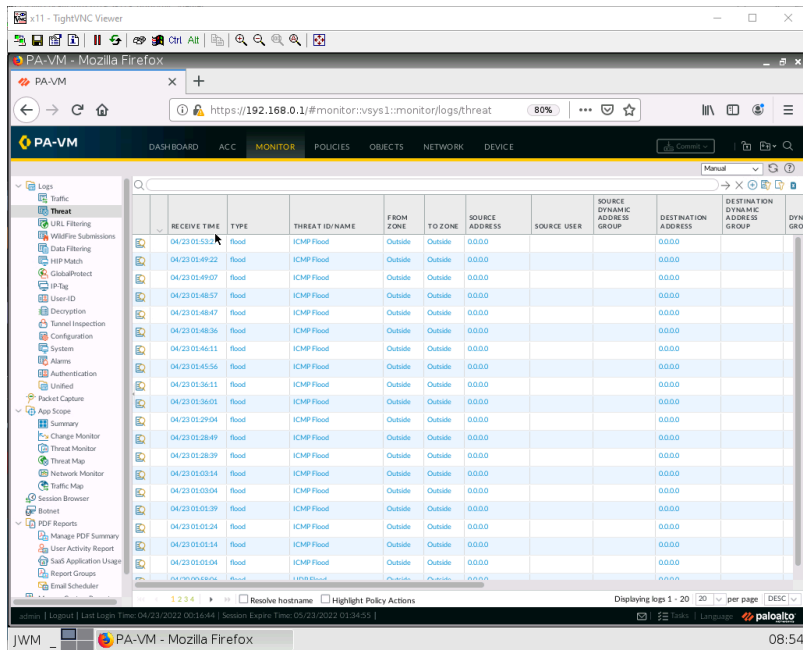 x11 - TightVNC Viewer
Ctrl Alt
PA-VM - Mozilla Firefox
PA-VM
https://192.168.0.1/#monitor::vsys1::monitor/logs/threat 80%
PA-VM DASHBOARD ACC MONITOR POLICIES OBJECTS NETWORK DEVICE Commit
Manual
Logs
Traffic
Threat
URL Filtering
WildFire Submissions
Data Filtering
HIP Match
GlobalProtect
IP-Tag
User-ID
Decryption
Tunnel Inspection
Configuration
System
Alarms
Authentication
Unified
Packet Capture
App Scope
Summary
Change Monitor
Threat Monitor
Threat Map
Network Monitor
Traffic Map
Session Browser
Botnet
PDF Reports
Manage PDF Summary
User Activity Report
SaaS Application Usage
Report Groups
Email Scheduler
RECEIVE TIME TYPE THREAT ID/NAME FROM ZONE TO ZONE SOURCE ADDRESS SOURCE USER SOURCE DYNAMIC ADDRESS GROUP DESTINATION ADDRESS DESTINATION DYNAMIC ADDRESS GROUP DYN GRO
04/23 01:53:2 flood ICMP Flood Outside Outside 0.0.0.0 0.0.0.0
04/23 01:49:22 flood ICMP Flood Outside Outside 0.0.0.0 0.0.0.0
04/23 01:49:07 flood ICMP Flood Outside Outside 0.0.0.0 0.0.0.0
04/23 01:48:57 flood ICMP Flood Outside Outside 0.0.0.0 0.0.0.0
04/23 01:48:47 flood ICMP Flood Outside Outside 0.0.0.0 0.0.0.0
04/23 01:48:36 flood ICMP Flood Outside Outside 0.0.0.0 0.0.0.0
04/23 01:46:11 flood ICMP Flood Outside Outside 0.0.0.0 0.0.0.0
04/23 01:45:56 flood ICMP Flood Outside Outside 0.0.0.0 0.0.0.0
04/23 01:36:11 flood ICMP Flood Outside Outside 0.0.0.0 0.0.0.0
04/23 01:36:01 flood ICMP Flood Outside Outside 0.0.0.0 0.0.0.0
04/23 01:29:04 flood ICMP Flood Outside Outside 0.0.0.0 0.0.0.0
04/23 01:28:49 flood ICMP Flood Outside Outside 0.0.0.0 0.0.0.0
04/23 01:28:39 flood ICMP Flood Outside Outside 0.0.0.0 0.0.0.0
04/23 01:03:14 flood ICMP Flood Outside Outside 0.0.0.0 0.0.0.0
04/23 01:03:04 flood ICMP Flood Outside Outside 0.0.0.0 0.0.0.0
04/23 01:01:39 flood ICMP Flood Outside Outside 0.0.0.0 0.0.0.0
04/23 01:01:24 flood ICMP Flood Outside Outside 0.0.0.0 0.0.0.0
04/23 01:01:14 flood ICMP Flood Outside Outside 0.0.0.0 0.0.0.0
04/23 01:01:04 flood ICMP Flood Outside Outside 0.0.0.0 0.0.0.0
1 2 3 4 Resolve hostname Highlight Policy Actions Displaying logs 1 - 20 20 per page DESC
admin | Logout | Last Login Time: 04/23/2022 00:16:44 | Session Expire Time: 05/23/2022 01:34:55 | Tasks | Language paloalto
JWM PA-VM - Mozilla Firefox 08:54